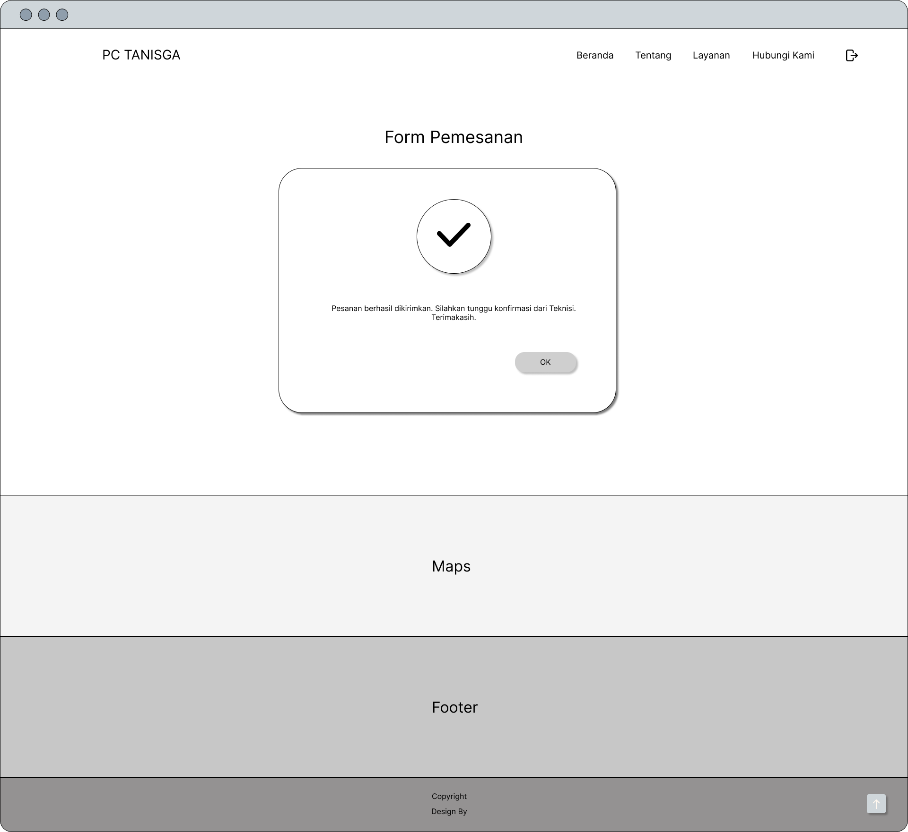 PC TANISGA
Beranda Tentang Layanan Hubungi Kami
Form Pemesanan
Pesanan berhasil dikirimkan. Silahkan tunggu konfirmasi dari Teknisi.
Terimakasih.
OK
Maps
Footer
Copyright
Design By